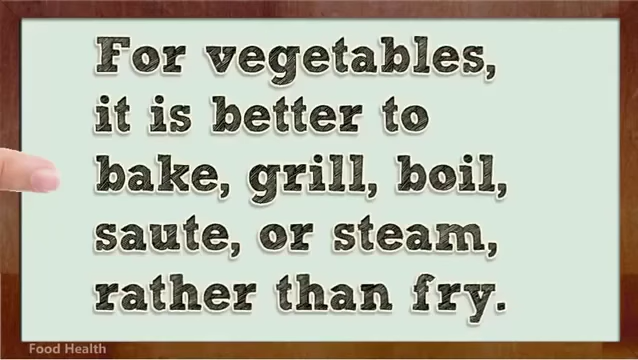 For vegetables,
it is better to
bake, grill, boil,
saute, or steam,
rather than fry.
Food Health